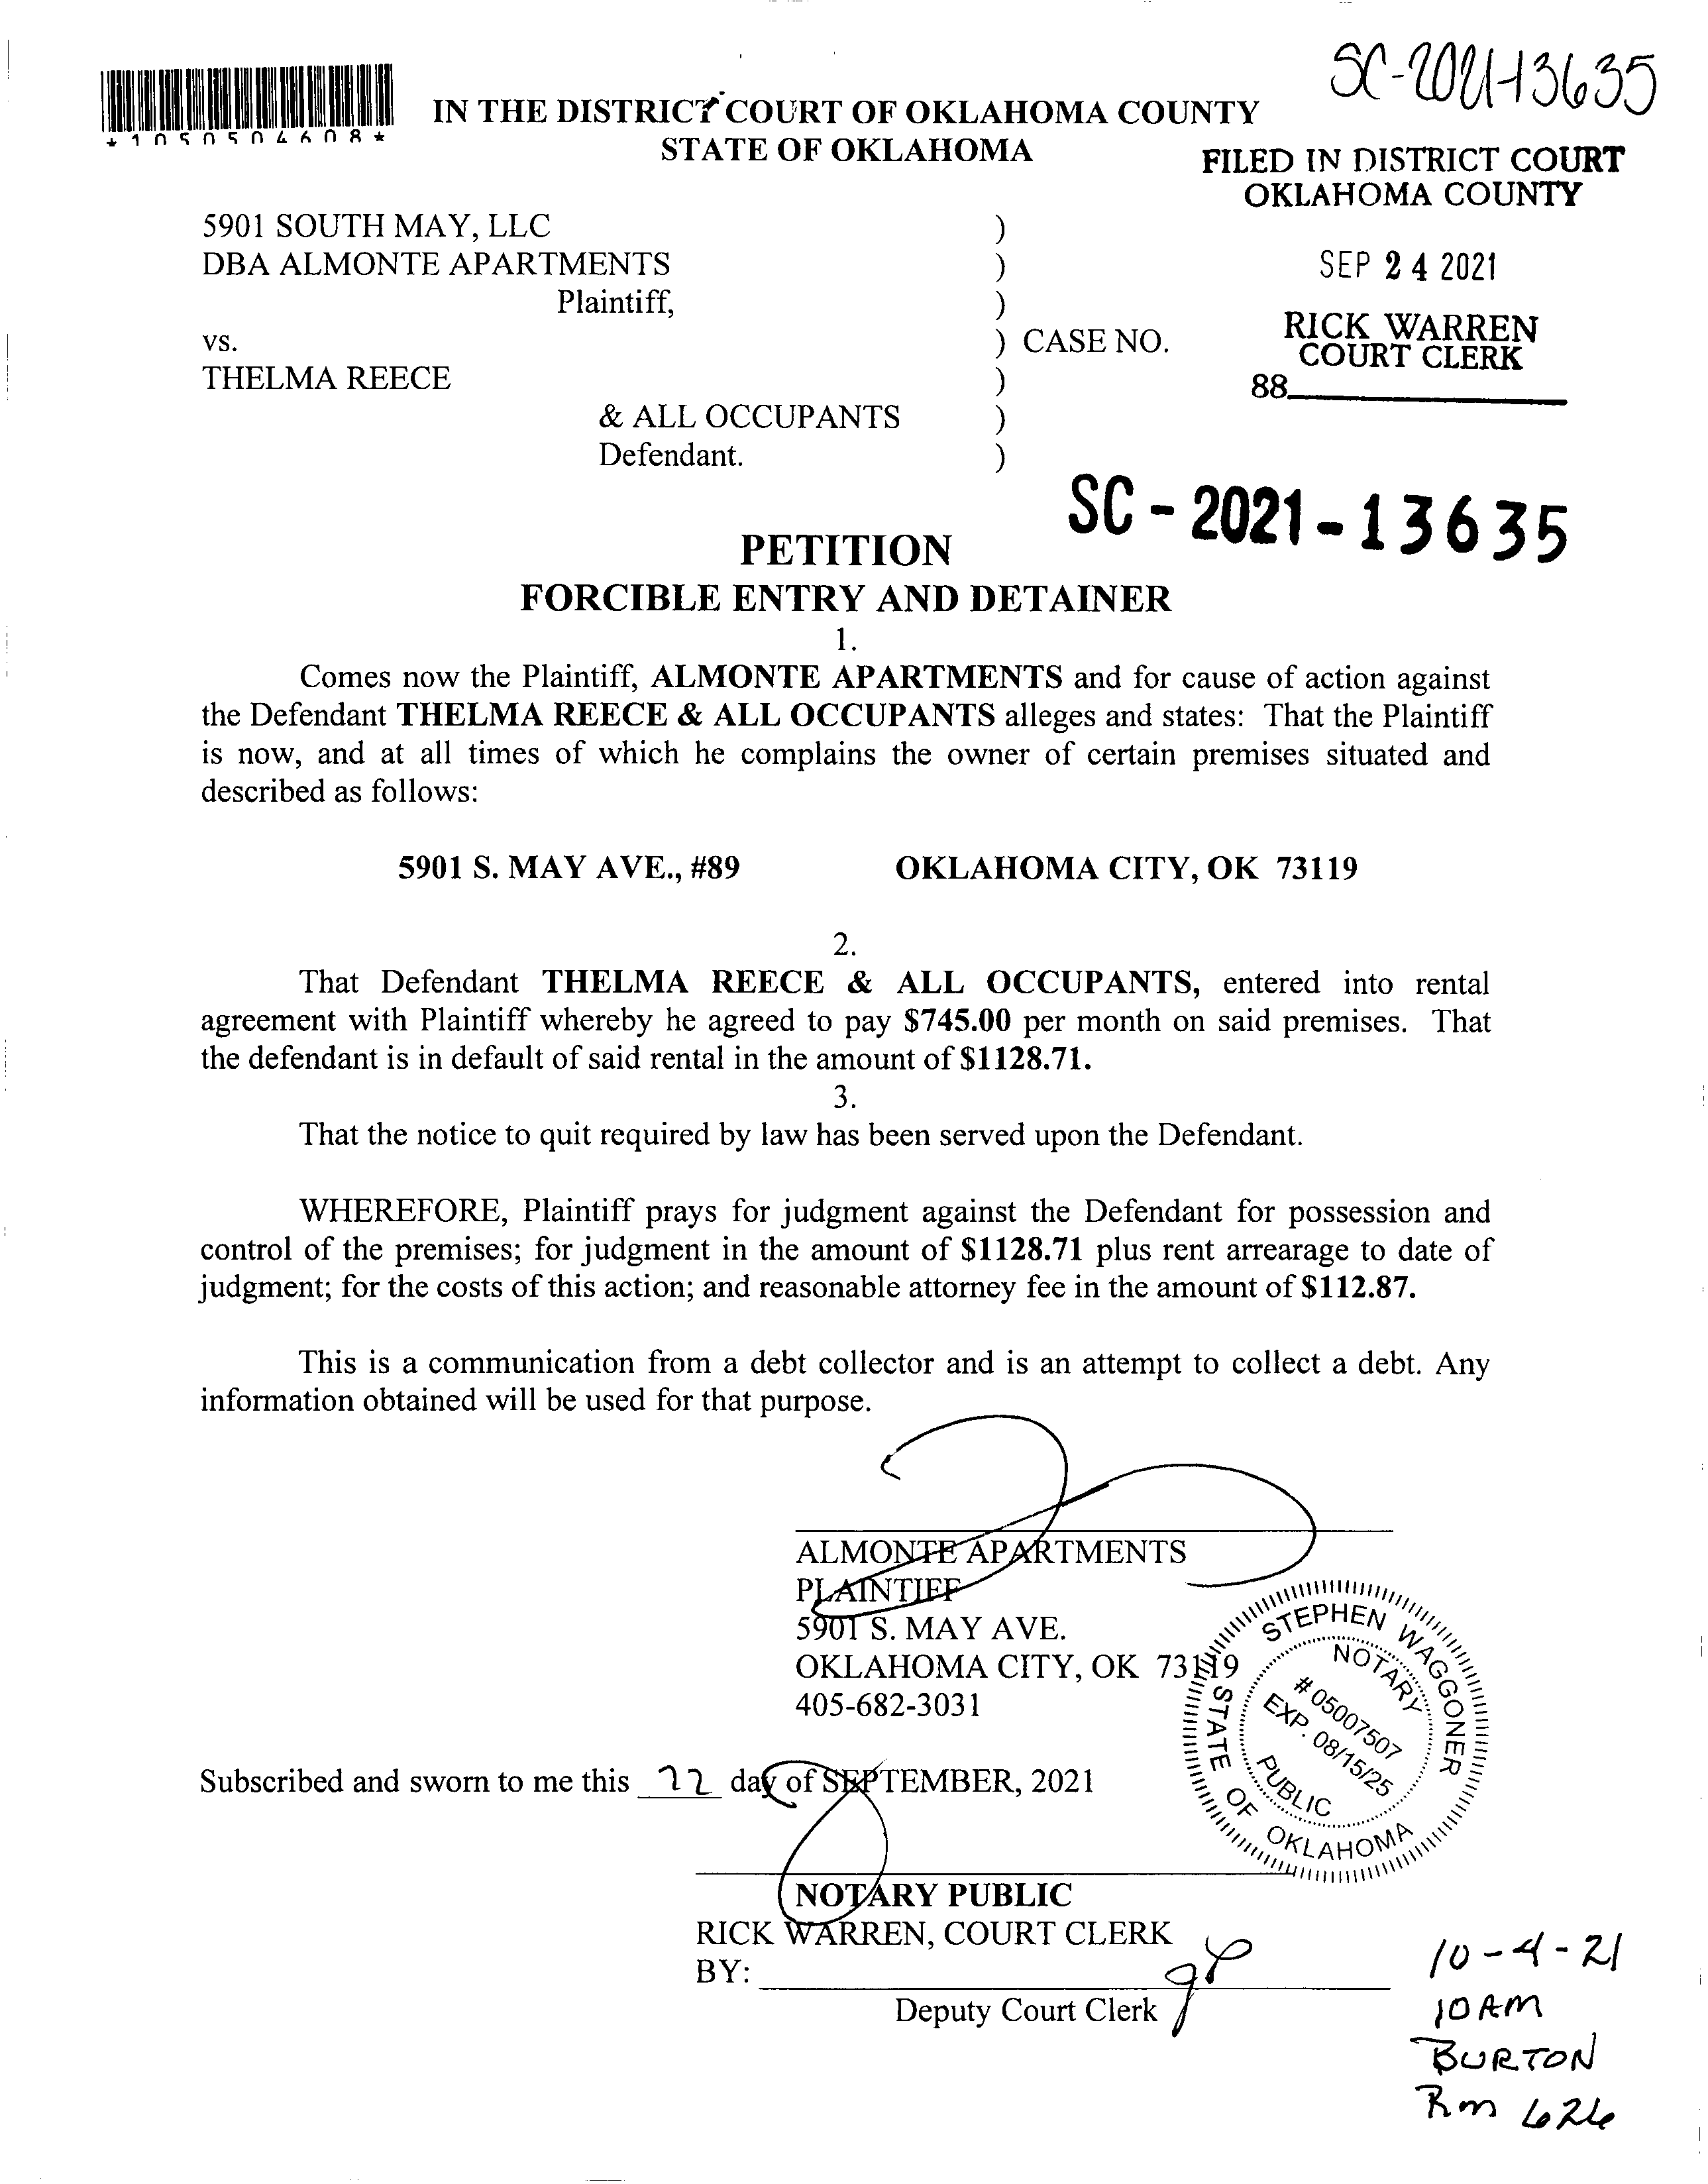 SC-2021-13635
*1050504608*
IN THE DISTRICT COURT OF OKLAHOMA COUNTY
STATE OF OKLAHOMA
FILED IN DISTRICT COURT
OKLAHOMA COUNTY
SEP 24 2021
RICK WARREN
COURT CLERK
88
5901 SOUTH MAY, LLC )
DBA ALMONTE APARTMENTS )
Plaintiff, )
vs. ) CASE NO.
THELMA REECE )
& ALL OCCUPANTS )
Defendant. )
SC-2021-13635
PETITION
FORCIBLE ENTRY AND DETAINER
1.
Comes now the Plaintiff, ALMONTE APARTMENTS and for cause of action against
the Defendant THELMA REECE & ALL OCCUPANTS alleges and states: That the Plaintiff
is now, and at all times of which he complains the owner of certain premises situated and
described as follows:
5901 S. MAY AVE., #89 OKLAHOMA CITY, OK 73119
2.
That Defendant THELMA REECE & ALL OCCUPANTS, entered into rental
agreement with Plaintiff whereby he agreed to pay $745.00 per month on said premises. That
the defendant is in default of said rental in the amount of $1128.71.
3.
That the notice to quit required by law has been served upon the Defendant.
WHEREFORE, Plaintiff prays for judgment against the Defendant for possession and
control of the premises; for judgment in the amount of $1128.71 plus rent arrearage to date of
judgment; for the costs of this action; and reasonable attorney fee in the amount of $112.87.
This is a communication from a debt collector and is an attempt to collect a debt. Any
information obtained will be used for that purpose.
ALMONTE APARTMENTS
PLAINTIFF
5901 S. MAY AVE.
OKLAHOMA CITY, OK 73119
405-682-3031
STEPHEN WAGGONER
NOTARY
# 05007507
EXP. 08/15/25
PUBLIC
STATE OF OKLAHOMA
Subscribed and sworn to me this 22 day of SEPTEMBER, 2021
NOTARY PUBLIC
RICK WARREN, COURT CLERK
BY:
Deputy Court Clerk
10-4-21
10 AM
BURTON
Rm 626